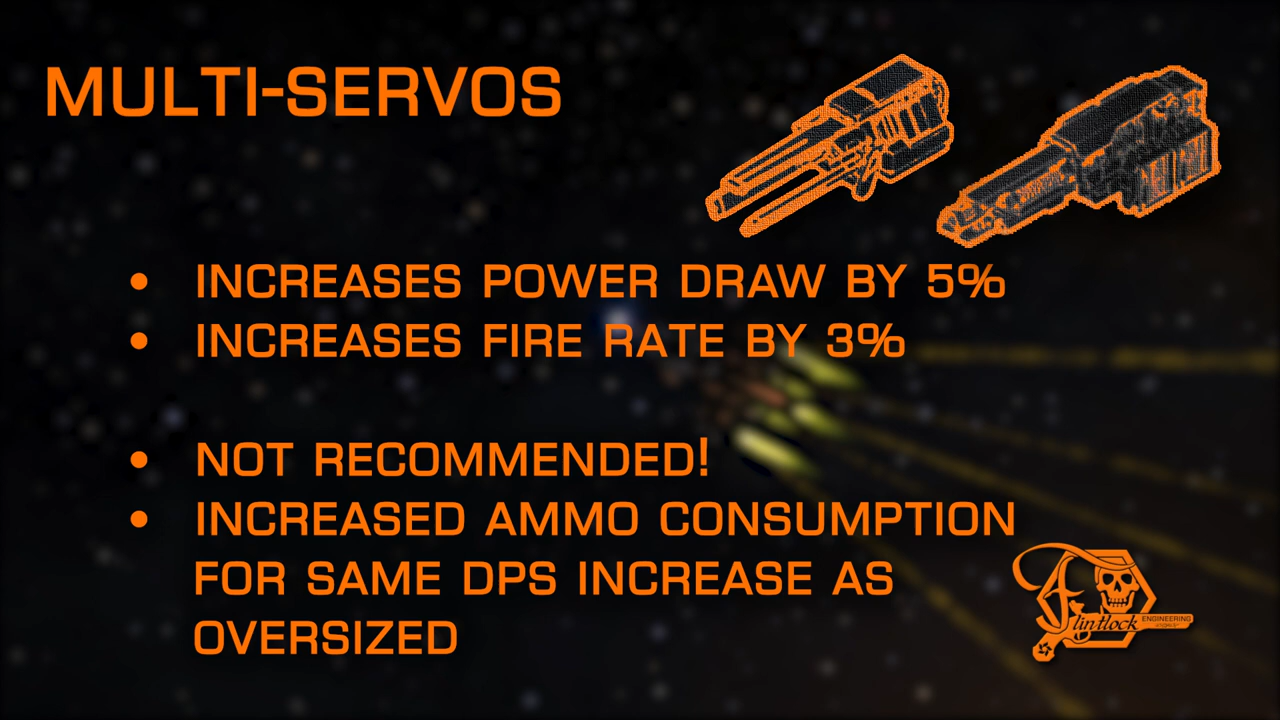 MULTI-SERVOS
• INCREASES POWER DRAW BY 5%
• INCREASES FIRE RATE BY 3%
• NOT RECOMMENDED!
• INCREASED AMMO CONSUMPTION
FOR SAME DPS INCREASE AS
OVERSIZED
Flintlock ENGINEERING